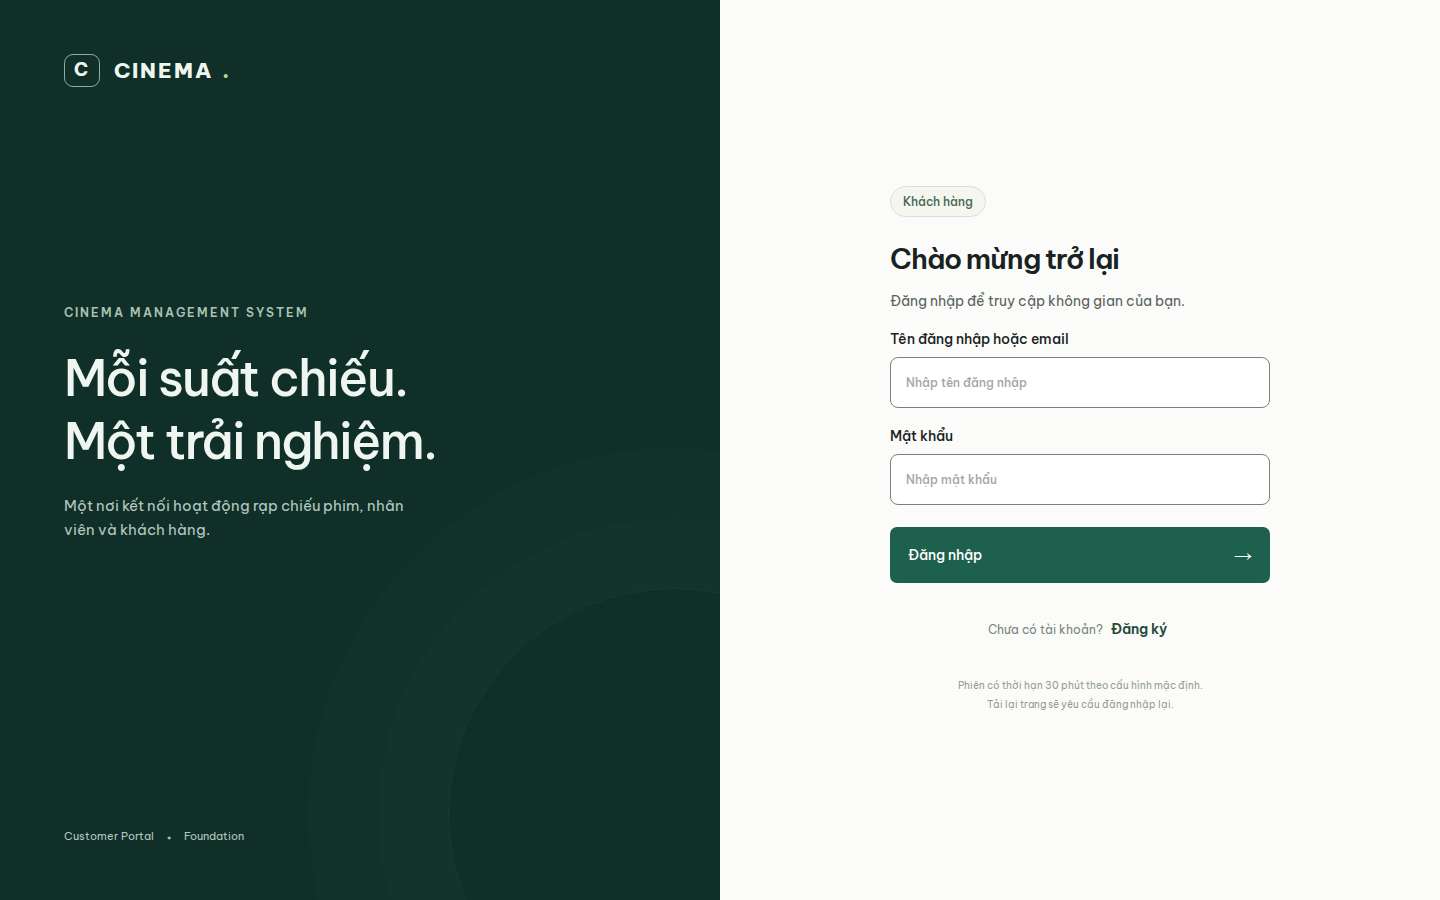 C CINEMA .
CINEMA MANAGEMENT SYSTEM
Mỗi suất chiếu.
Một trải nghiệm.
Một nơi kết nối hoạt động rạp chiếu phim, nhân
viên và khách hàng.
Customer Portal • Foundation
Khách hàng
Chào mừng trở lại
Đăng nhập để truy cập không gian của bạn.
Tên đăng nhập hoặc email
Nhập tên đăng nhập
Mật khẩu
Nhập mật khẩu
Đăng nhập →
Chưa có tài khoản? Đăng ký
Phiên có thời hạn 30 phút theo cấu hình mặc định.
Tải lại trang sẽ yêu cầu đăng nhập lại.